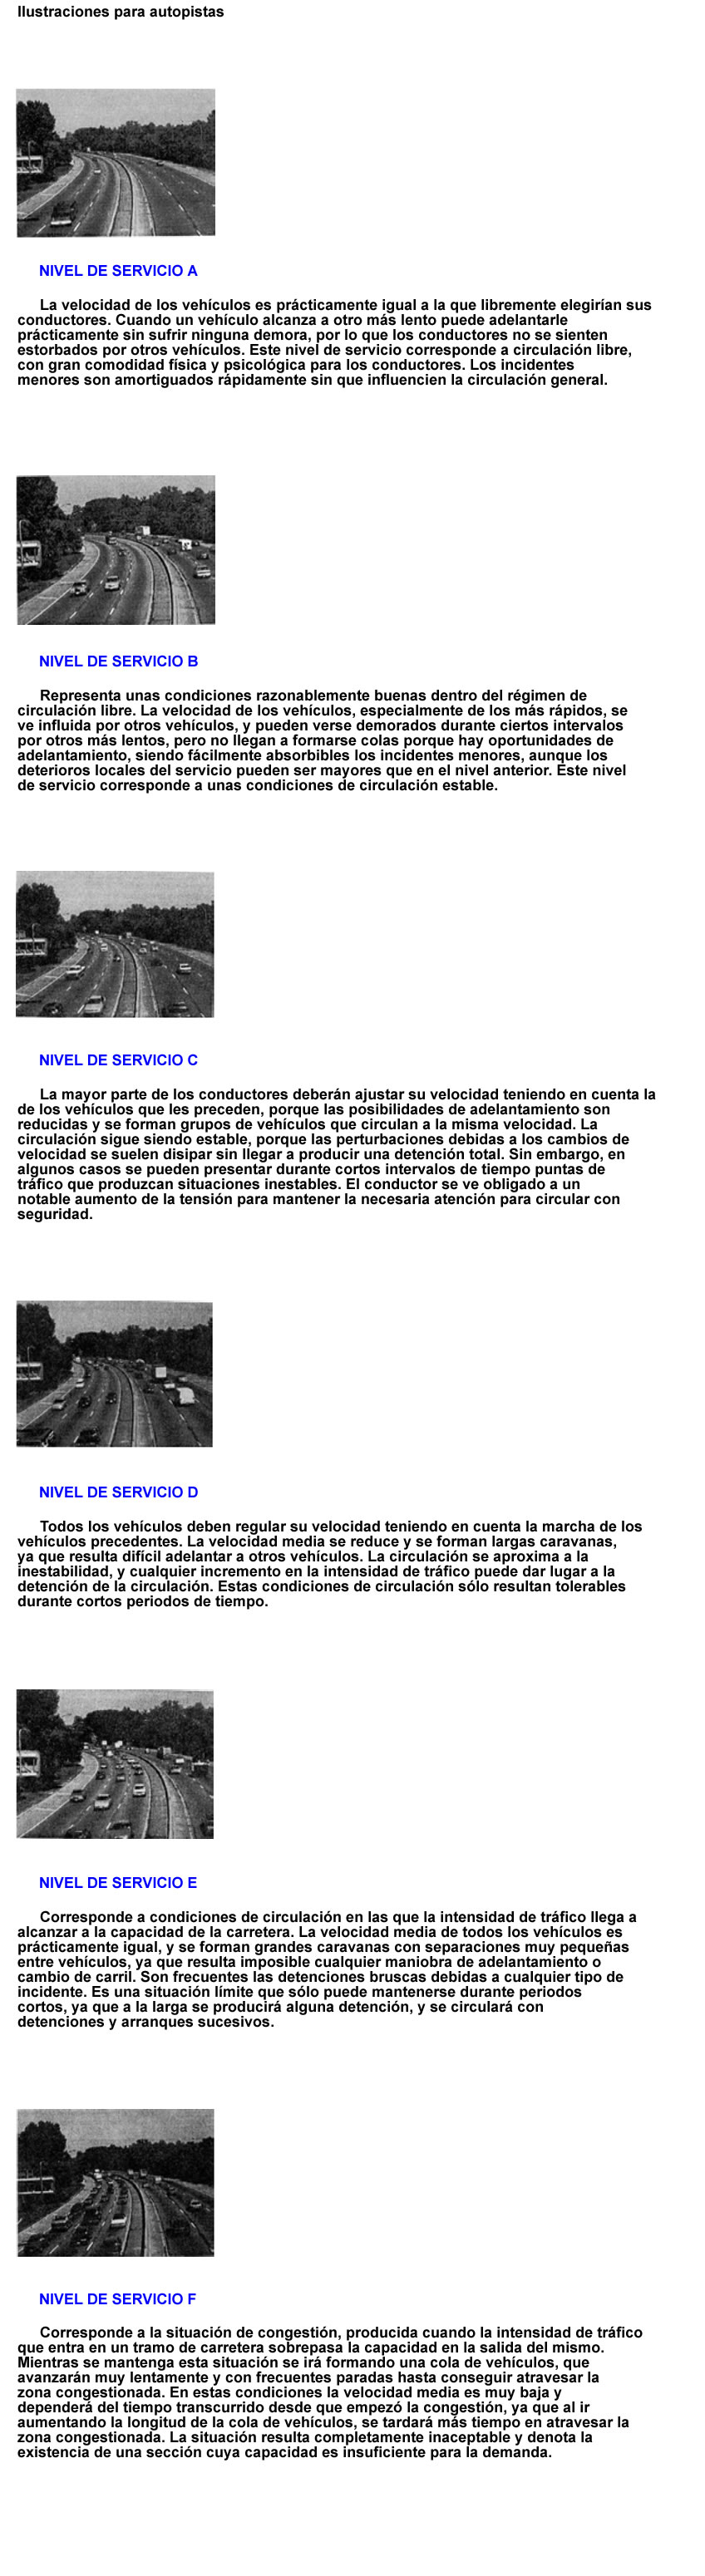 Ilustraciones para autopistas
NIVEL DE SERVICIO A
La velocidad de los vehículos es prácticamente igual a la que libremente elegirían sus
conductores. Cuando un vehículo alcanza a otro más lento puede adelantarle
prácticamente sin sufrir ninguna demora, por lo que los conductores no se sienten
estorbados por otros vehículos. Este nivel de servicio corresponde a circulación libre,
con gran comodidad física y psicológica para los conductores. Los incidentes
menores son amortiguados rápidamente sin que influencien la circulación general.
NIVEL DE SERVICIO B
Representa unas condiciones razonablemente buenas dentro del régimen de
circulación libre. La velocidad de los vehículos, especialmente de los más rápidos, se
ve influida por otros vehículos, y pueden verse demorados durante ciertos intervalos
por otros más lentos, pero no llegan a formarse colas porque hay oportunidades de
adelantamiento, siendo fácilmente absorbibles los incidentes menores, aunque los
deterioros locales del servicio pueden ser mayores que en el nivel anterior. Este nivel
de servicio corresponde a unas condiciones de circulación estable.
NIVEL DE SERVICIO C
La mayor parte de los conductores deberán ajustar su velocidad teniendo en cuenta la
de los vehículos que les preceden, porque las posibilidades de adelantamiento son
reducidas y se forman grupos de vehículos que circulan a la misma velocidad. La
circulación sigue siendo estable, porque las perturbaciones debidas a los cambios de
velocidad se suelen disipar sin llegar a producir una detención total. Sin embargo, en
algunos casos se pueden presentar durante cortos intervalos de tiempo puntas de
tráfico que produzcan situaciones inestables. El conductor se ve obligado a un
notable aumento de la tensión para mantener la necesaria atención para circular con
seguridad.
NIVEL DE SERVICIO D
Todos los vehículos deben regular su velocidad teniendo en cuenta la marcha de los
vehículos precedentes. La velocidad media se reduce y se forman largas caravanas,
ya que resulta difícil adelantar a otros vehículos. La circulación se aproxima a la
inestabilidad, y cualquier incremento en la intensidad de tráfico puede dar lugar a la
detención de la circulación. Estas condiciones de circulación sólo resultan tolerables
durante cortos periodos de tiempo.
NIVEL DE SERVICIO E
Corresponde a condiciones de circulación en las que la intensidad de tráfico llega a
alcanzar a la capacidad de la carretera. La velocidad media de todos los vehículos es
prácticamente igual, y se forman grandes caravanas con separaciones muy pequeñas
entre vehículos, ya que resulta imposible cualquier maniobra de adelantamiento o
cambio de carril. Son frecuentes las detenciones bruscas debidas a cualquier tipo de
incidente. Es una situación límite que sólo puede mantenerse durante periodos
cortos, ya que a la larga se producirá alguna detención, y se circulará con
detenciones y arranques sucesivos.
NIVEL DE SERVICIO F
Corresponde a la situación de congestión, producida cuando la intensidad de tráfico
que entra en un tramo de carretera sobrepasa la capacidad en la salida del mismo.
Mientras se mantenga esta situación se irá formando una cola de vehículos, que
avanzarán muy lentamente y con frecuentes paradas hasta conseguir atravesar la
zona congestionada. En estas condiciones la velocidad media es muy baja y
dependerá del tiempo transcurrido desde que empezó la congestión, ya que al ir
aumentando la longitud de la cola de vehículos, se tardará más tiempo en atravesar la
zona congestionada. La situación resulta completamente inaceptable y denota la
existencia de una sección cuya capacidad es insuficiente para la demanda.